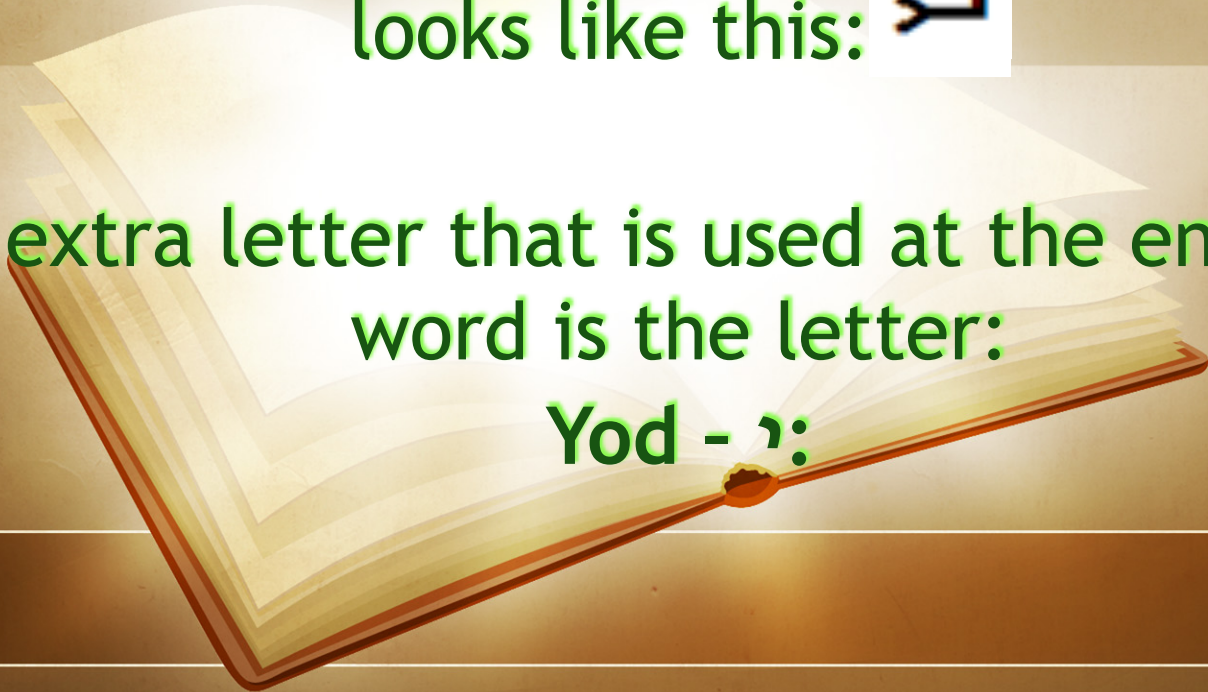 looks like this:
extra letter that is used at the en
word is the letter:
Yod - י: